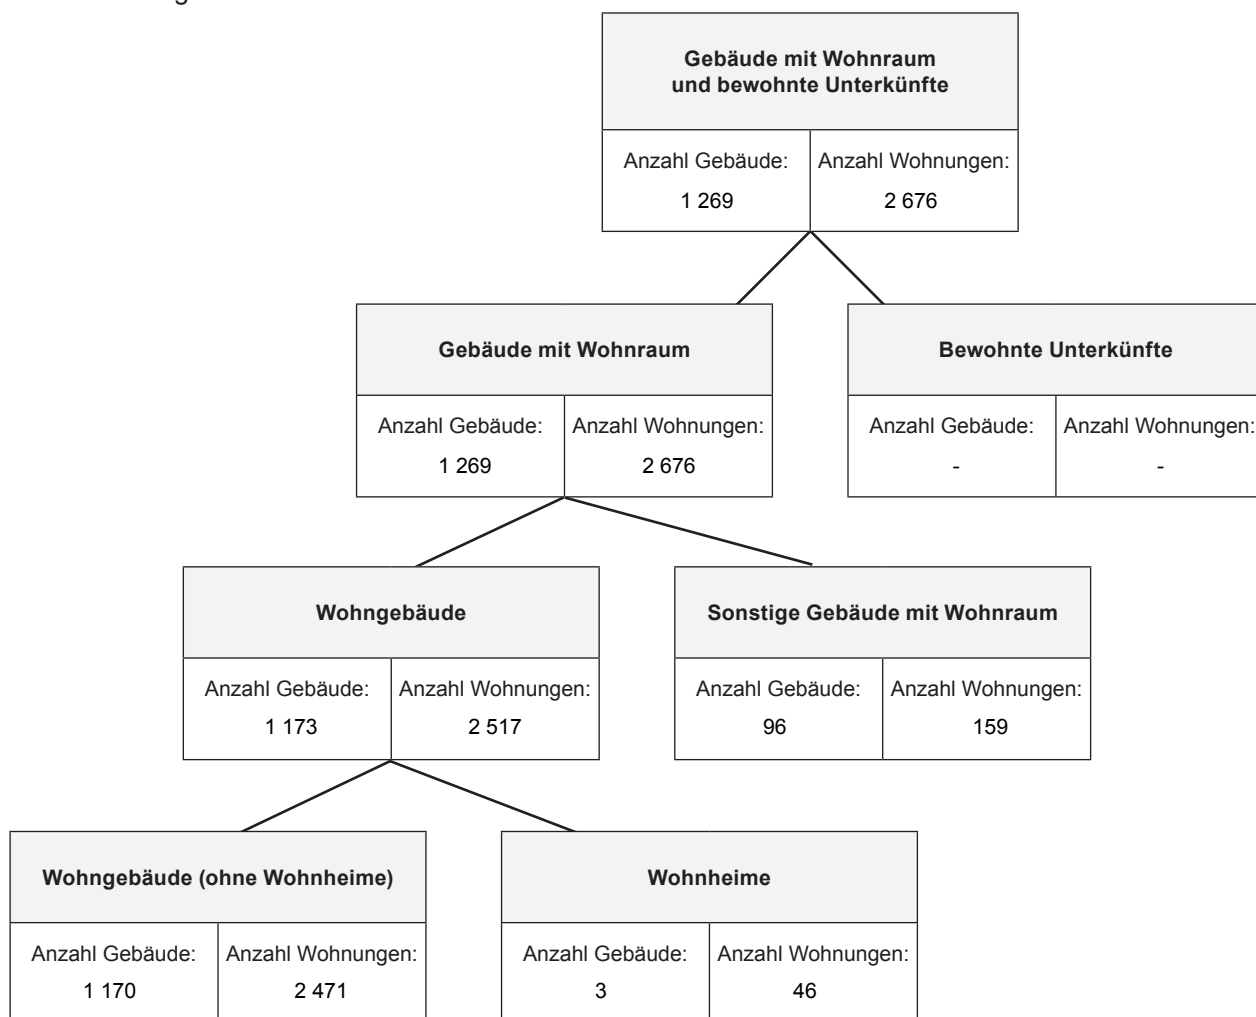 Gebäude mit Wohnraum
und bewohnte Unterkünfte
Anzahl Gebäude: Anzahl Wohnungen:
1 269 2 676
Gebäude mit Wohnraum Bewohnte Unterkünfte
Anzahl Gebäude: Anzahl Wohnungen: Anzahl Gebäude: Anzahl Wohnungen:
1 269 2 676 - -
Wohngebäude Sonstige Gebäude mit Wohnraum
Anzahl Gebäude: Anzahl Wohnungen: Anzahl Gebäude: Anzahl Wohnungen:
1 173 2 517 96 159
Wohngebäude (ohne Wohnheime) Wohnheime
Anzahl Gebäude: Anzahl Wohnungen: Anzahl Gebäude: Anzahl Wohnungen:
1 170 2 471 3 46